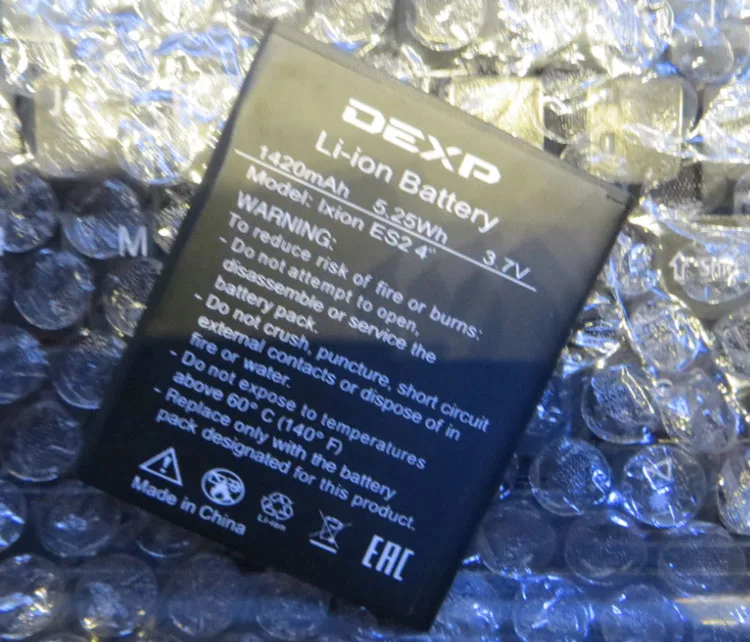 DEXP
Li-ion Battery
1420mAh 5.25Wh 3.7V
Model: Ixion ES2 4"
WARNING:
To reduce risk of fire or burns:
- Do not attempt to open,
disassemble or service the
battery pack.
- Do not crush, puncture, short circuit
external contacts or dispose of in
fire or water.
- Do not expose to temperatures
above 60° C (140° F)
- Replace only with the battery
pack designated for this product.
Li-ion
EAC
Made in China
M